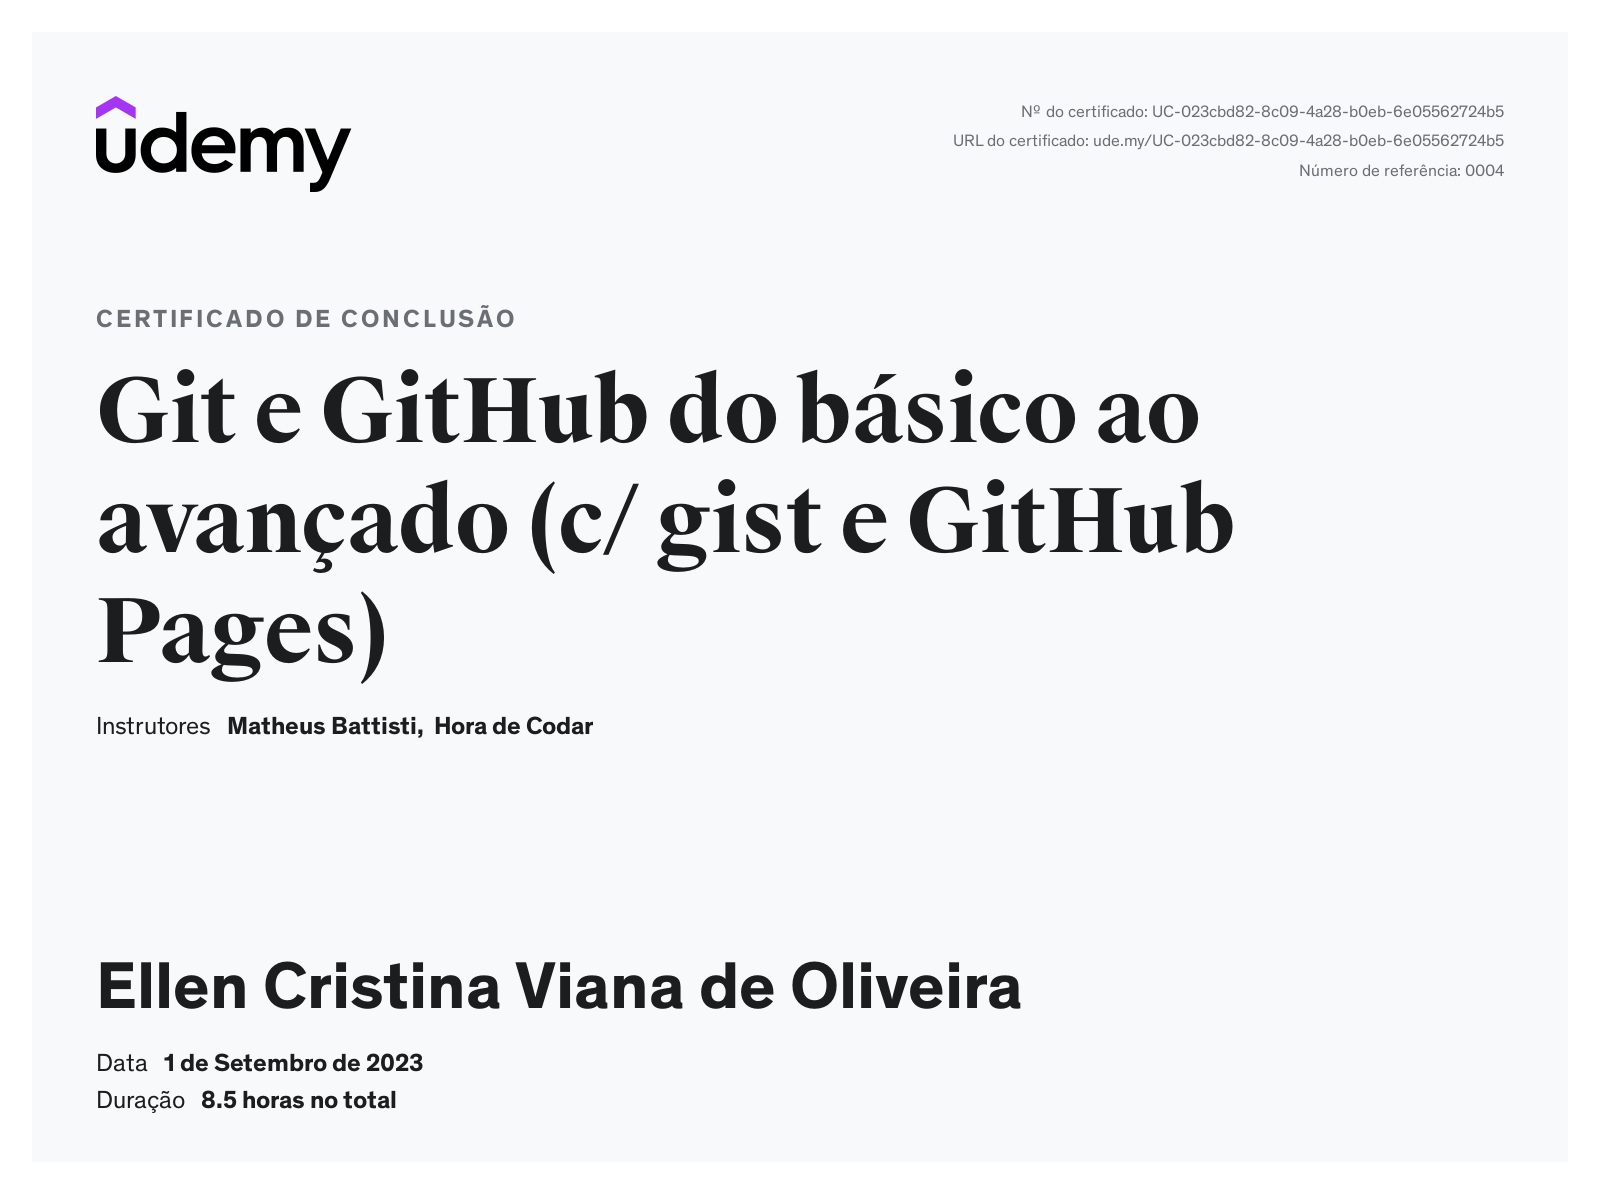 udemy
Nº do certificado: UC-023cbd82-8c09-4a28-b0eb-6e05562724b5
URL do certificado: ude.my/UC-023cbd82-8c09-4a28-b0eb-6e05562724b5
Número de referência: 0004
CERTIFICADO DE CONCLUSÃO
Git e GitHub do básico ao
avançado (c/ gist e GitHub
Pages)
Instrutores Matheus Battisti, Hora de Codar
Ellen Cristina Viana de Oliveira
Data 1 de Setembro de 2023
Duração 8.5 horas no total